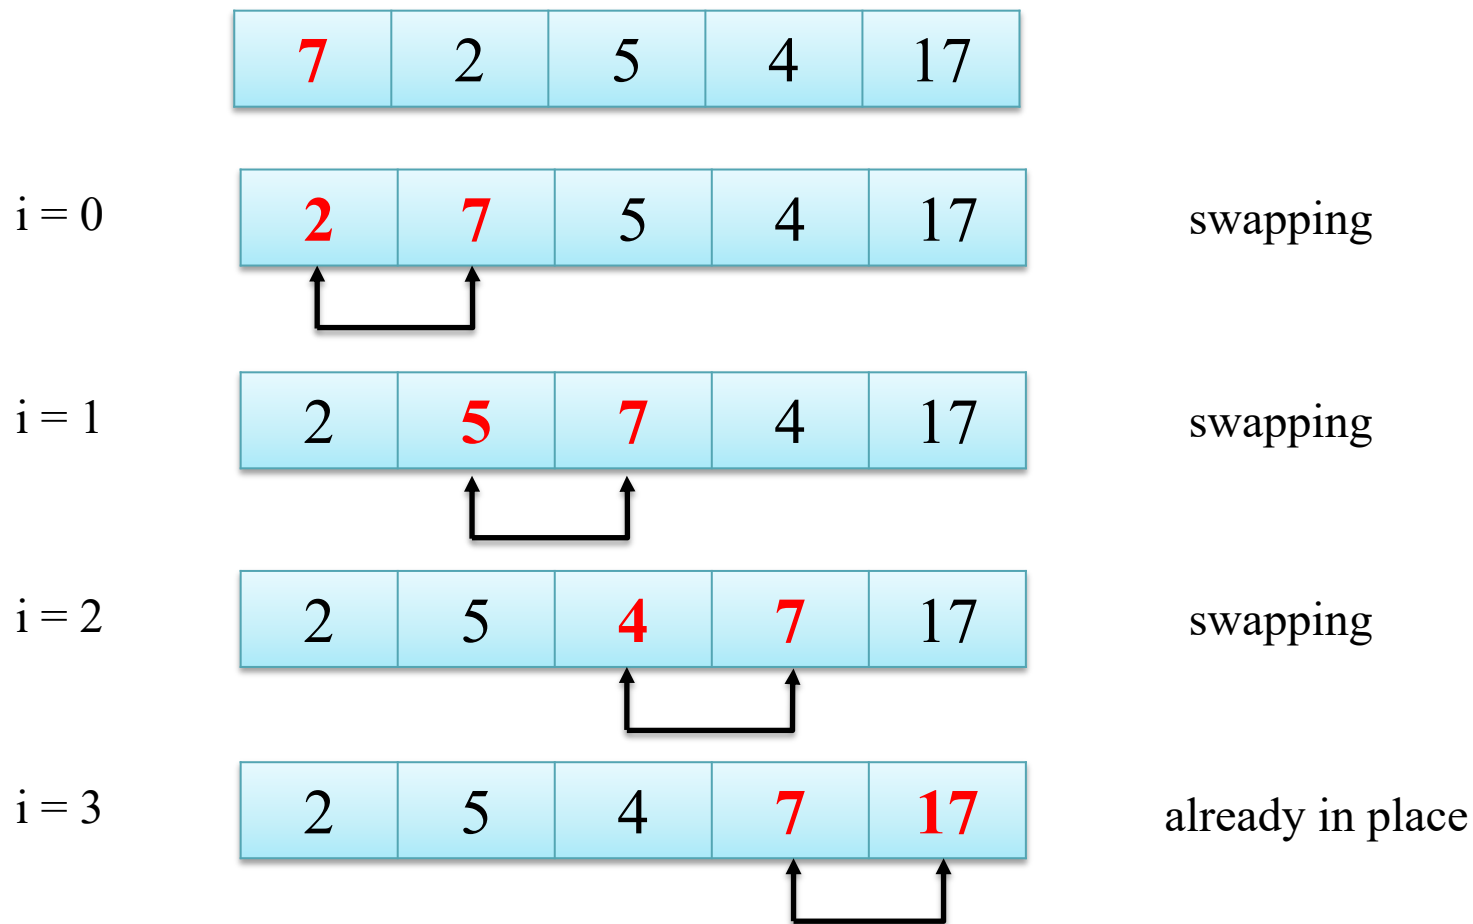 7 2 5 4 17
i = 0 2 7 5 4 17 swapping
i = 1 2 5 7 4 17 swapping
i = 2 2 5 4 7 17 swapping
i = 3 2 5 4 7 17 already in place